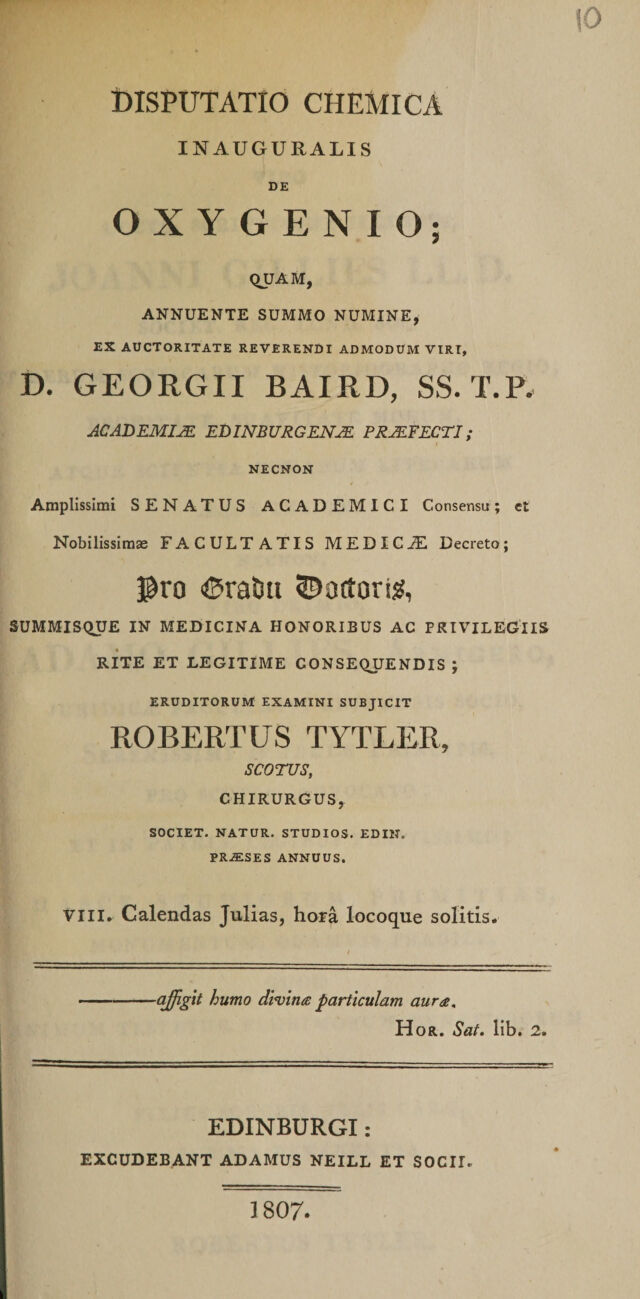 10
DISPUTATIO CHEMICA
INAUGURALIS
DE
OXYGENIO;
QUAM,
ANNUENTE SUMMO NUMINE,
EX AUCTORITATE REVERENDI ADMODUM VIRI,
D. GEORGII BAIRD, SS. T.P.
ACADEMIÆ EDINBURGENÆ PRÆFECTI;
NECNON
Amplissimi SENATUS ACADEMICI Consensu; et
Nobilissimæ FACULTATIS MEDICÆ Decreto;
Pro Gradu Doctoris,
SUMMISQUE IN MEDICINA HONORIBUS AC PRIVILEGIIS
RITE ET LEGITIME CONSEQUENDIS;
ERUDITORUM EXAMINI SUBJICIT
ROBERTUS TYTLER,
SCOTUS,
CHIRURGUS,
SOCIET. NATUR. STUDIOS. EDIN.
PRÆSES ANNUUS.
VIII. Calendas Julias, horâ locoque solitis.
———affigit humo divinæ particulam auræ.
HOR. Sat. lib. 2.
EDINBURGI:
EXCUDEBANT ADAMUS NEILL ET SOCII.
1807.